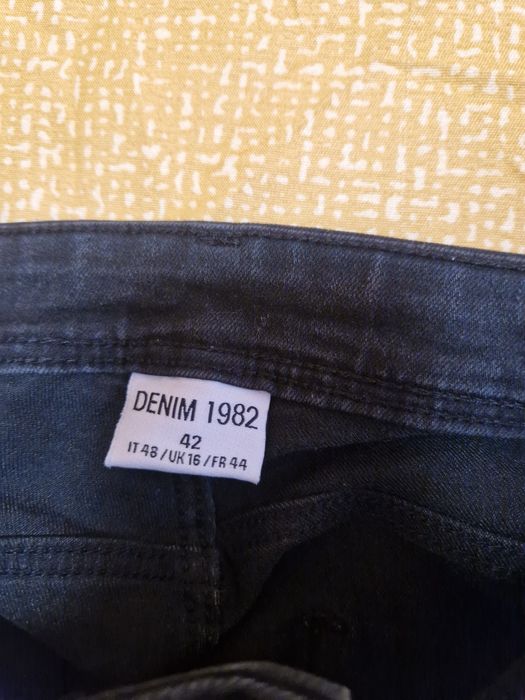 DENIM 1982
42
IT 48 / UK 16 / FR 44